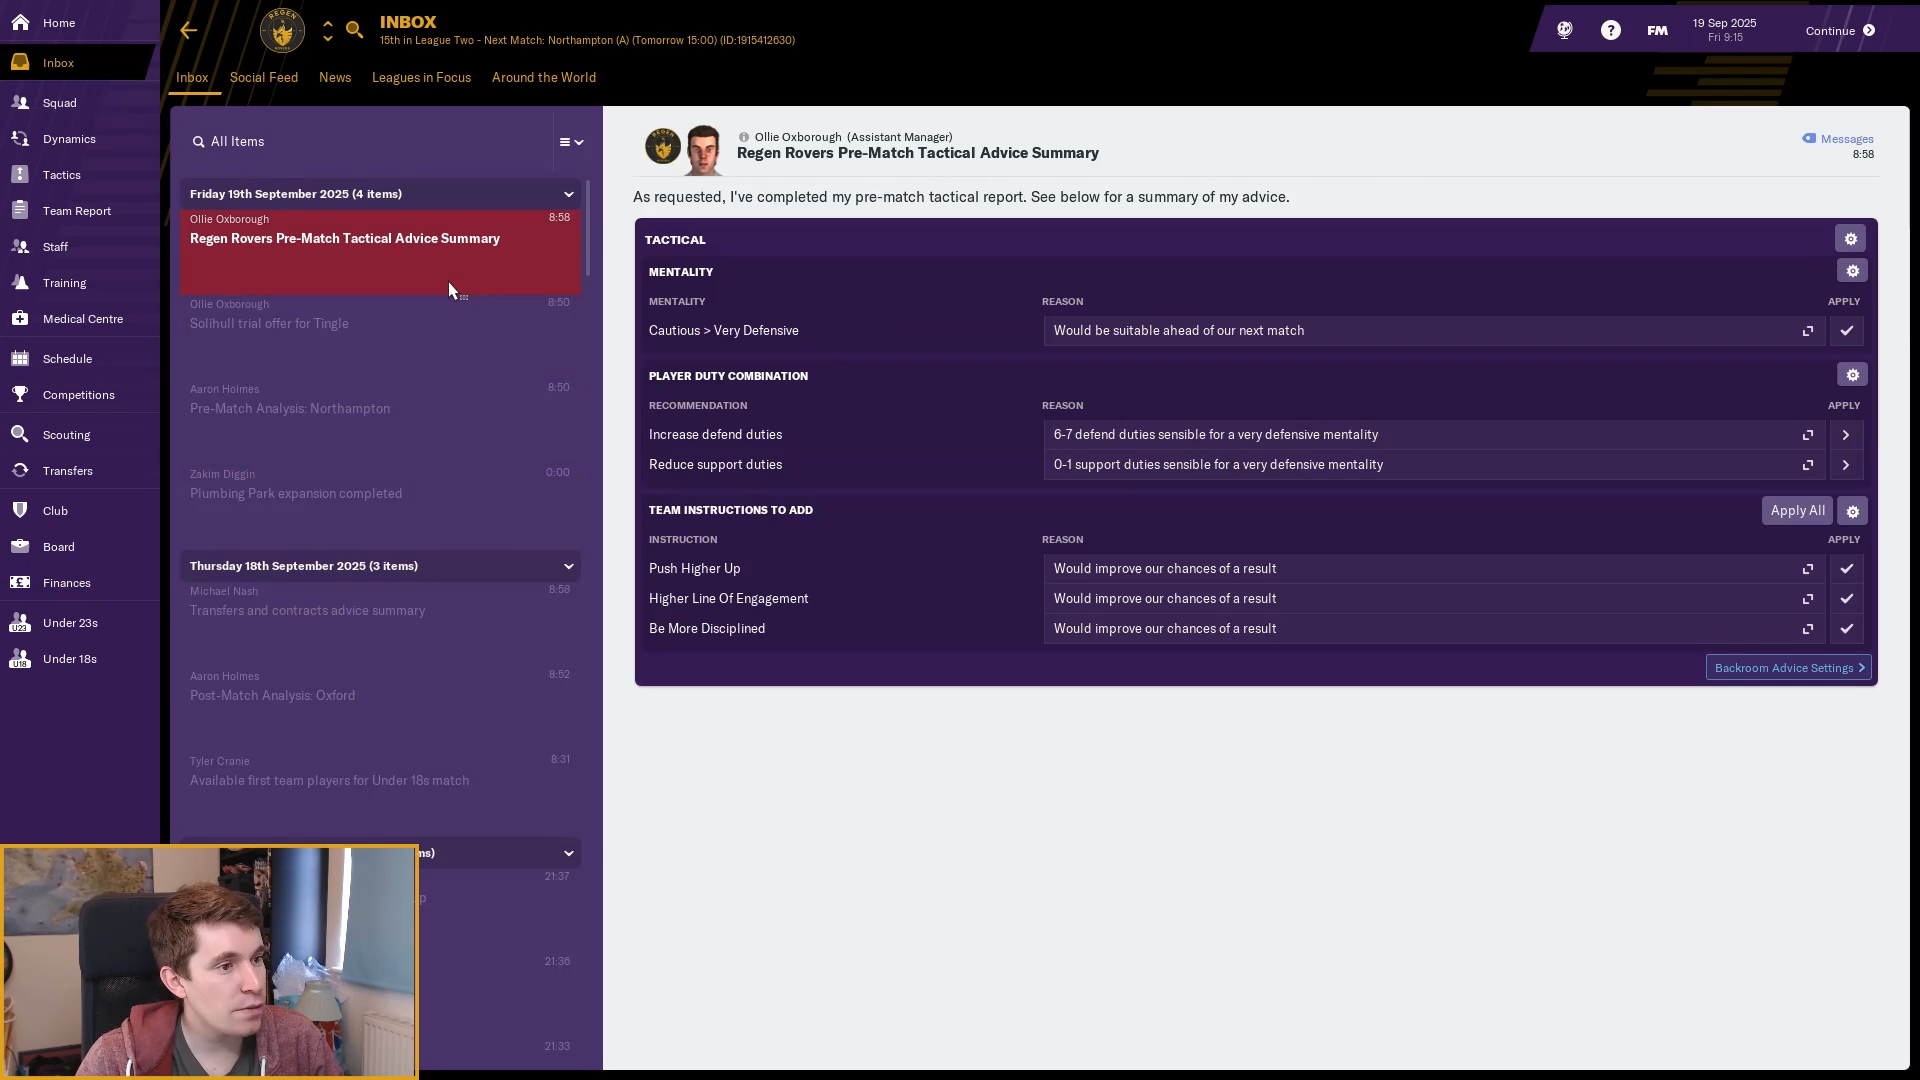 Home
Inbox
Squad
Dynamics
Tactics
Team Report
Staff
Training
Medical Centre
Schedule
Competitions
Scouting
Transfers
Club
Board
Finances
U23
Under 23s
U18
Under 18s
REGEN
ROVERS
INBOX
15th in League Two - Next Match: Northampton (A) (Tomorrow 15:00) (ID:1915412630)
?
FM
19 Sep 2025
Fri 9:15
Continue
Inbox
Social Feed
News
Leagues in Focus
Around the World
All Items
Friday 19th September 2025 (4 items)
Ollie Oxborough
8:58
Regen Rovers Pre-Match Tactical Advice Summary
Ollie Oxborough
8:50
Solihull trial offer for Tingle
Aaron Holmes
8:50
Pre-Match Analysis: Northampton
Zakim Diggin
0:00
Plumbing Park expansion completed
Thursday 18th September 2025 (3 items)
Michael Nash
8:58
Transfers and contracts advice summary
Aaron Holmes
8:52
Post-Match Analysis: Oxford
Tyler Cranie
8:31
Available first team players for Under 18s match
ms)
21:37
p
21:36
21:33
Ollie Oxborough (Assistant Manager)
Regen Rovers Pre-Match Tactical Advice Summary
Messages
8:58
As requested, I've completed my pre-match tactical report. See below for a summary of my advice.
TACTICAL
MENTALITY
MENTALITY
REASON
APPLY
Cautious > Very Defensive
Would be suitable ahead of our next match
PLAYER DUTY COMBINATION
RECOMMENDATION
REASON
APPLY
Increase defend duties
6-7 defend duties sensible for a very defensive mentality
Reduce support duties
0-1 support duties sensible for a very defensive mentality
TEAM INSTRUCTIONS TO ADD
Apply All
INSTRUCTION
REASON
APPLY
Push Higher Up
Would improve our chances of a result
Higher Line Of Engagement
Would improve our chances of a result
Be More Disciplined
Would improve our chances of a result
Backroom Advice Settings